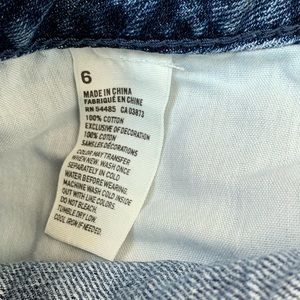 6
MADE IN CHINA
FABRIQUÉ EN CHINE
RN 54485 CA 03873
100% COTTON
EXCLUSIVE OF DECORATION
100% COTON
SANS LES DÉCORATIONS
COLOR MAY TRANSFER
WHEN NEW. WASH ONCE
SEPARATELY IN COLD
WATER BEFORE WEARING.
MACHINE WASH COLD INSIDE
OUT WITH LIKE COLORS.
DO NOT BLEACH.
TUMBLE DRY LOW.
COOL IRON IF NEEDED.